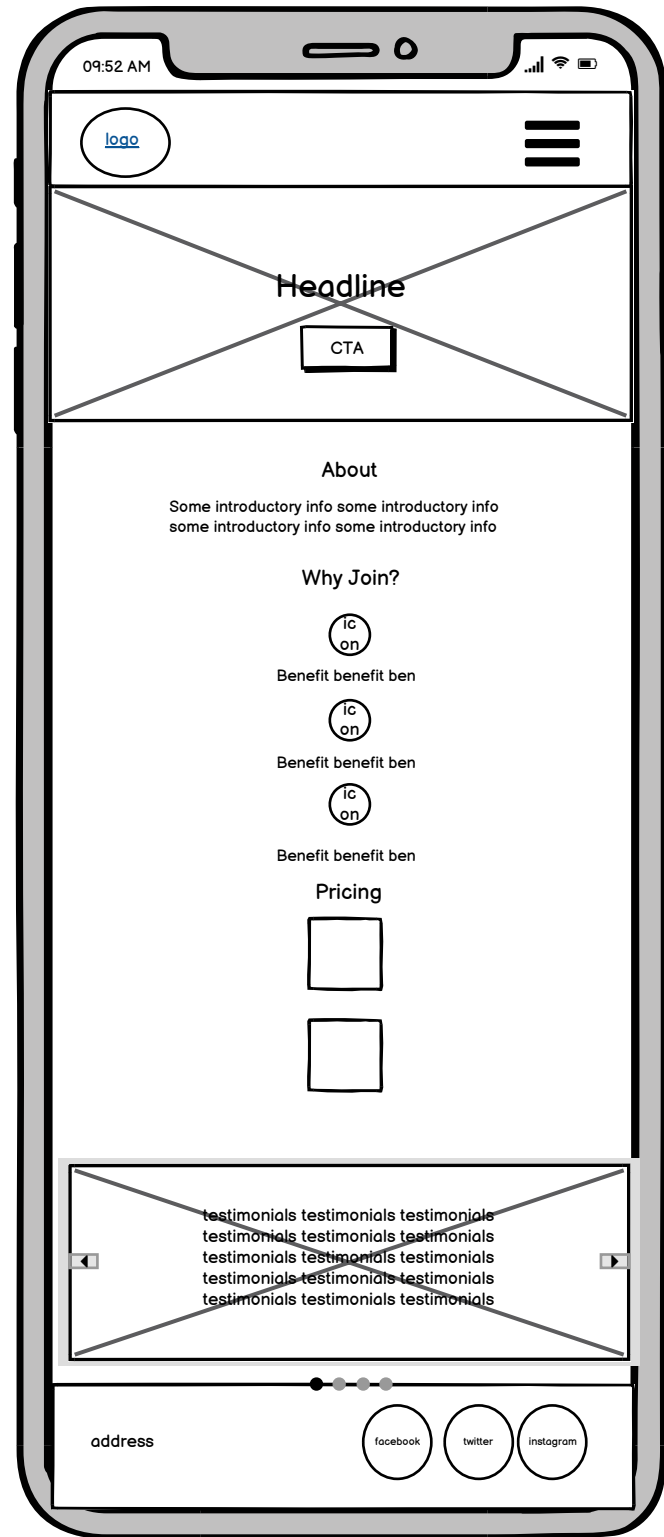 09:52 AM
logo
Headline
CTA
About
Some introductory info some introductory info
some introductory info some introductory info
Why Join?
ic
on
Benefit benefit ben
ic
on
Benefit benefit ben
ic
on
Benefit benefit ben
Pricing
testimonials testimonials testimonials
testimonials testimonials testimonials
testimonials testimonials testimonials
testimonials testimonials testimonials
testimonials testimonials testimonials
address
facebook
twitter
instagram